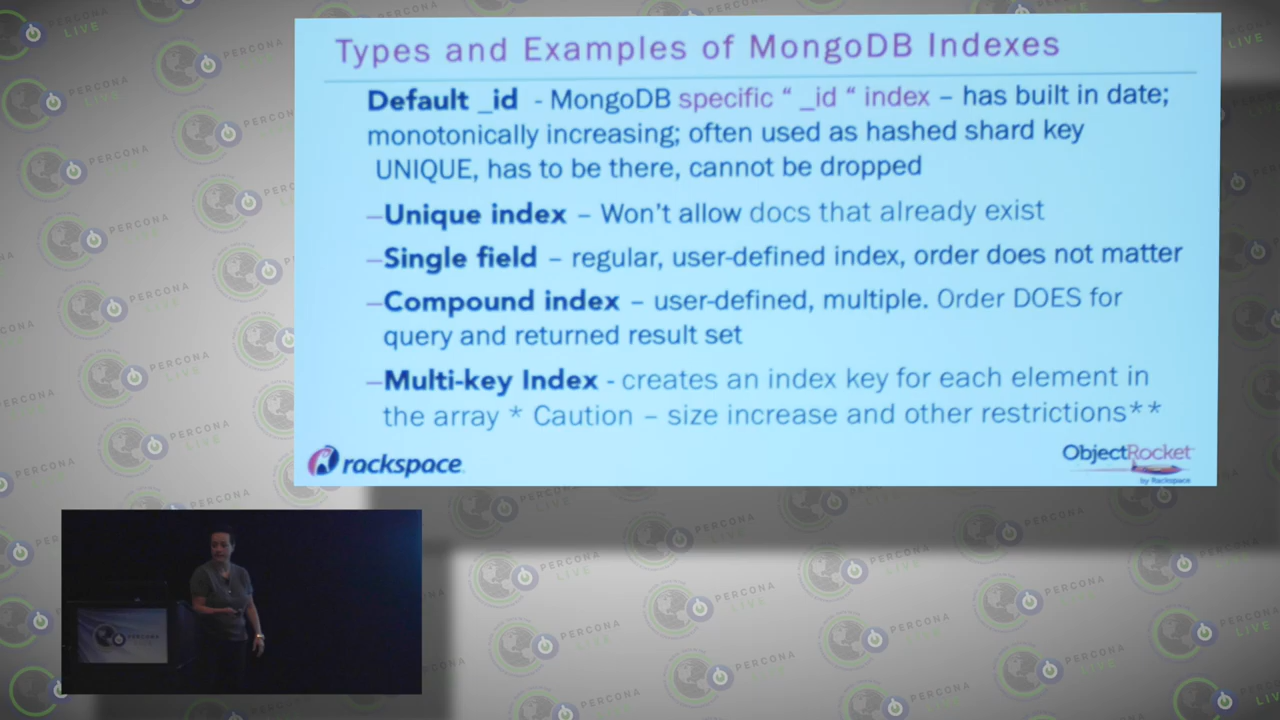 Types and Examples of MongoDB Indexes
Default _id - MongoDB specific “ _id “ index – has built in date;
monotonically increasing; often used as hashed shard key
UNIQUE, has to be there, cannot be dropped
–Unique index – Won’t allow docs that already exist
–Single field – regular, user-defined index, order does not matter
–Compound index – user-defined, multiple. Order DOES for
query and returned result set
–Multi-key Index - creates an index key for each element in
the array * Caution – size increase and other restrictions**
rackspace
ObjectRocket
by Rackspace
PERCONA
LIVE